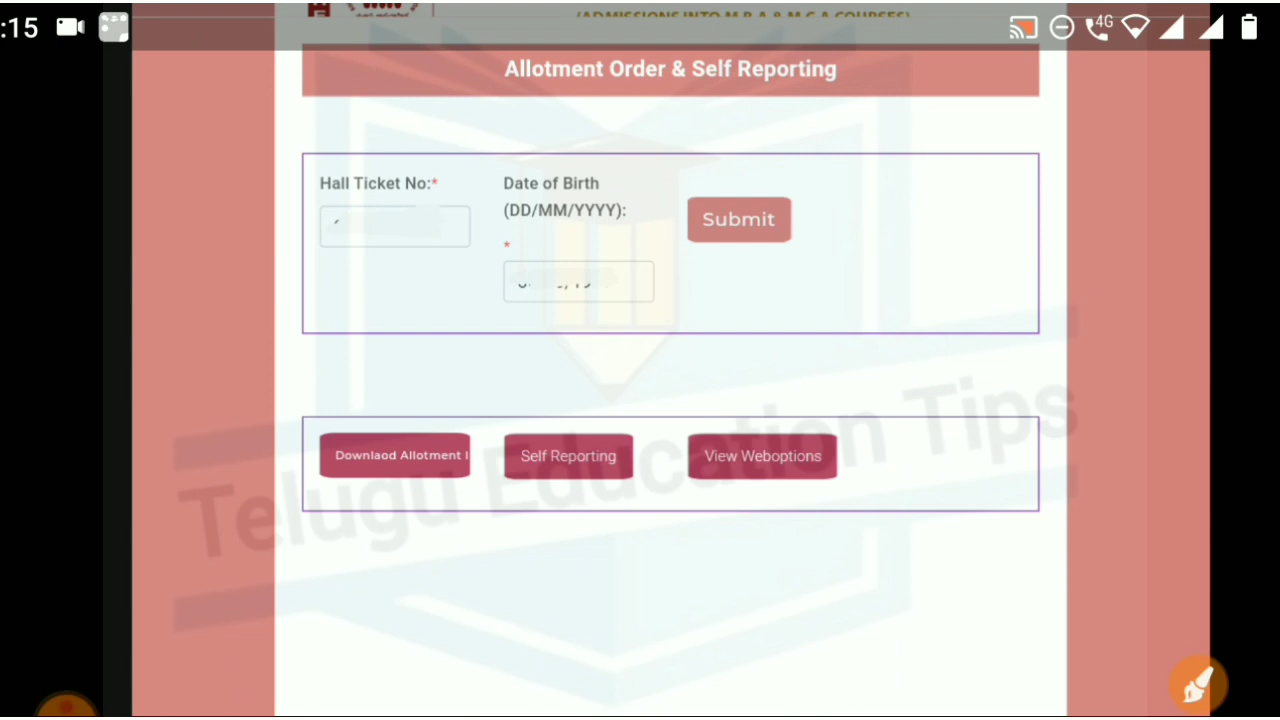 :15
4G
(ADMISSIONS INTO M B A & M C A COURSES)
Allotment Order & Self Reporting
Hall Ticket No:*
Date of Birth
(DD/MM/YYYY):
*
Submit
Downlaod Allotment
Self Reporting
View Weboptions
Telugu Education Tips